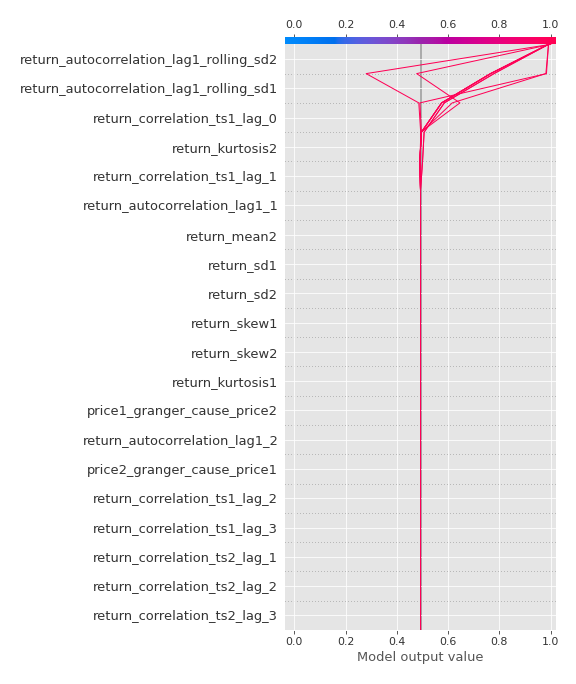 0.0 0.2 0.4 0.6 0.8 1.0
return_autocorrelation_lag1_rolling_sd2
return_autocorrelation_lag1_rolling_sd1
return_correlation_ts1_lag_0
return_kurtosis2
return_correlation_ts1_lag_1
return_autocorrelation_lag1_1
return_mean2
return_sd1
return_sd2
return_skew1
return_skew2
return_kurtosis1
price1_granger_cause_price2
return_autocorrelation_lag1_2
price2_granger_cause_price1
return_correlation_ts1_lag_2
return_correlation_ts1_lag_3
return_correlation_ts2_lag_1
return_correlation_ts2_lag_2
return_correlation_ts2_lag_3
0.0 0.2 0.4 0.6 0.8 1.0
Model output value